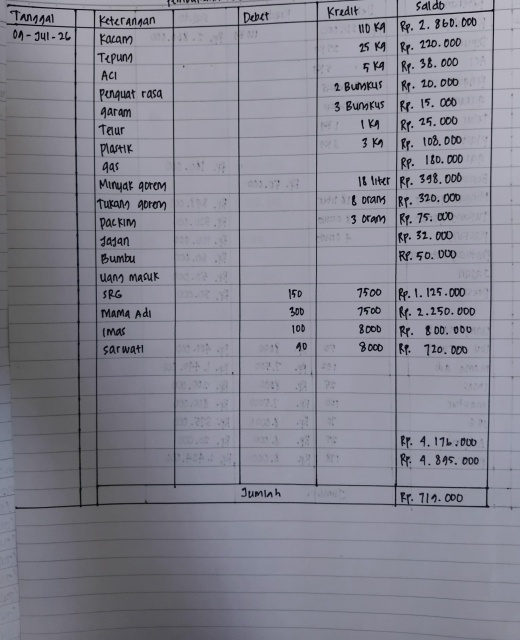 Tanggal Keterangan Debet Kredit Saldo
09-Jul-26 Kacam 110 Kg Rp. 2.860.000
Tepung 25 Kg Rp. 220.000
Aci 5 Kg Rp. 38.000
Penguat rasa 2 Bungkus Rp. 20.000
garam 3 Bungkus Rp. 15.000
Telur 1 Kg Rp. 25.000
Plastik 3 Kg Rp. 108.000
gas Rp. 180.000
Minyak gorem 18 liter Rp. 398.000
Tukang gorem 8 oram Rp. 320.000
packim 3 oram Rp. 75.000
Jajan Rp. 32.000
Bumbu Rp. 50.000
Uang masuk
SRG 150 7500 Rp. 1.125.000
Mama Adi 300 7500 Rp. 2.250.000
Imas 100 8000 Rp. 800.000
Sarwati 90 8000 Rp. 720.000
Rp. 4.176.000
Rp. 4.895.000
Jumlah Rp. 719.000